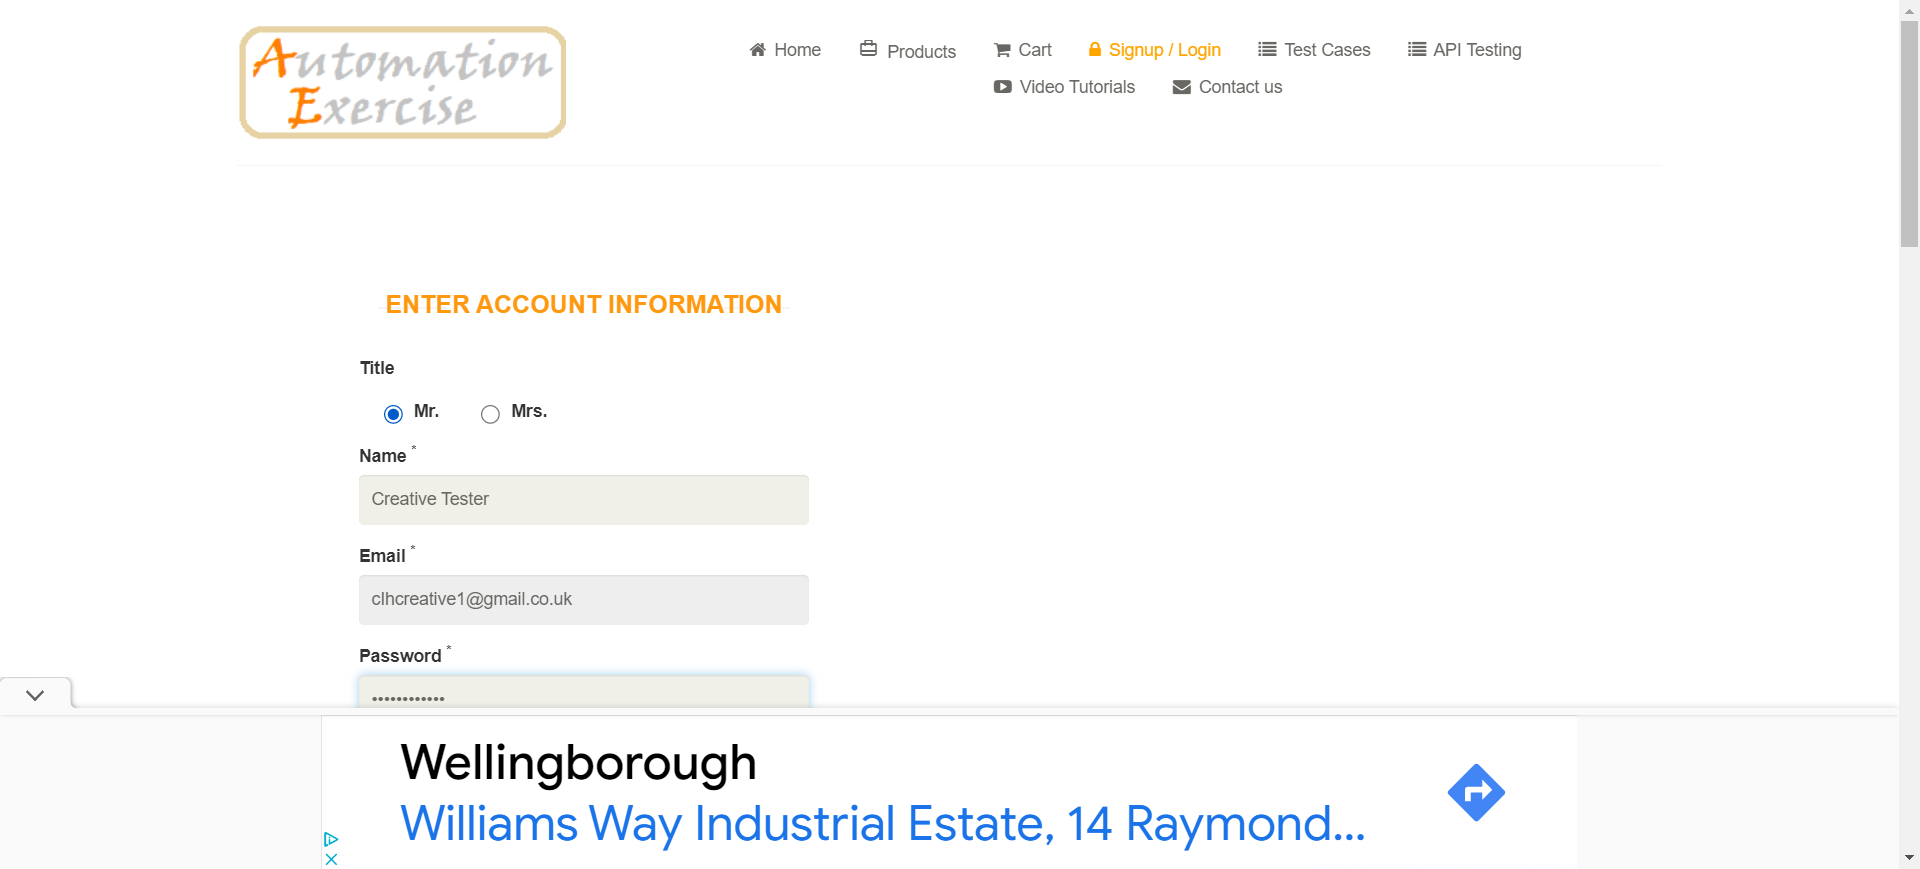 Automation
Exercise
Home
Products
Cart
Signup / Login
Test Cases
API Testing
Video Tutorials
Contact us
ENTER ACCOUNT INFORMATION
Title
Mr.
Mrs.
Name *
Creative Tester
Email *
clhcreative1@gmail.co.uk
Password *
••••••••••••
Wellingborough
Williams Way Industrial Estate, 14 Raymond...